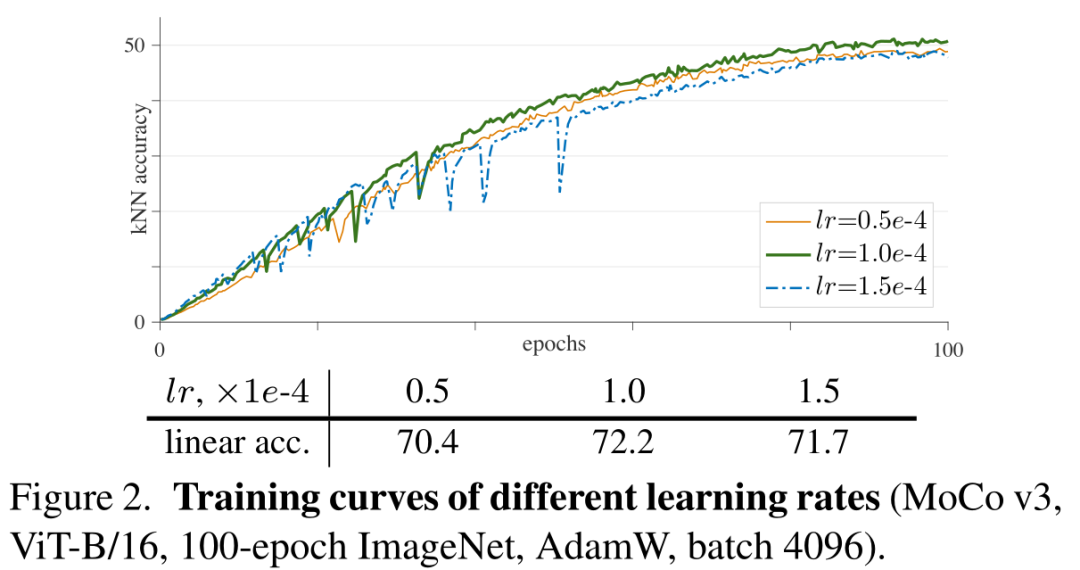 50
kNN accuracy
0
lr=0.5e-4
lr=1.0e-4
lr=1.5e-4
0
epochs
100
lr, ×1e-4 0.5 1.0 1.5
linear acc. 70.4 72.2 71.7
Figure 2. Training curves of different learning rates (MoCo v3,
ViT-B/16, 100-epoch ImageNet, AdamW, batch 4096).